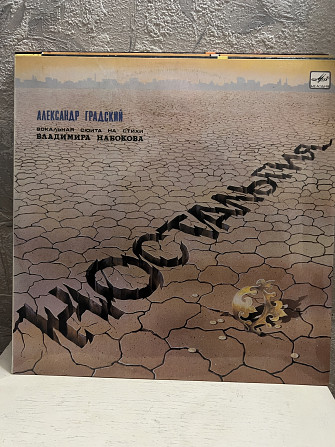 АЛЕКСАНДР ГРАДСКИЙ
ВОКАЛЬНАЯ СЮИТА НА СТИХИ
ВЛАДИМИРА НАБОКОВА
НОСТАЛЬГИЯ